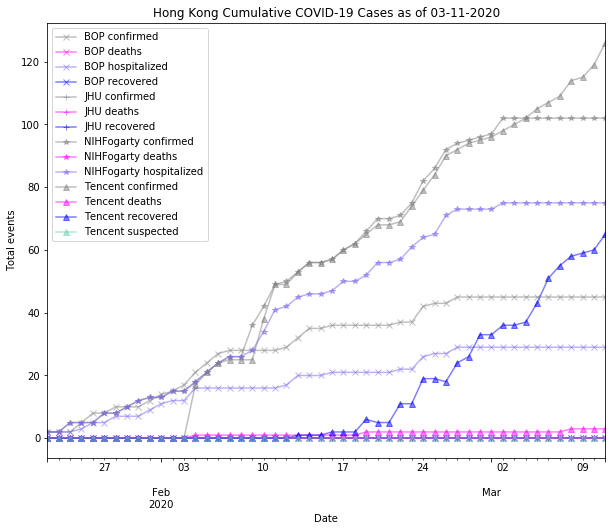 Hong Kong Cumulative COVID-19 Cases as of 03-11-2020
BOP confirmed
BOP deaths
BOP hospitalized
BOP recovered
JHU confirmed
JHU deaths
JHU recovered
NIHFogarty confirmed
NIHFogarty deaths
NIHFogarty hospitalized
Tencent confirmed
Tencent deaths
Tencent recovered
Tencent suspected
Total events
120
100
80
60
40
20
0
27 03 10 17 24 02 09
Feb Mar
2020
Date